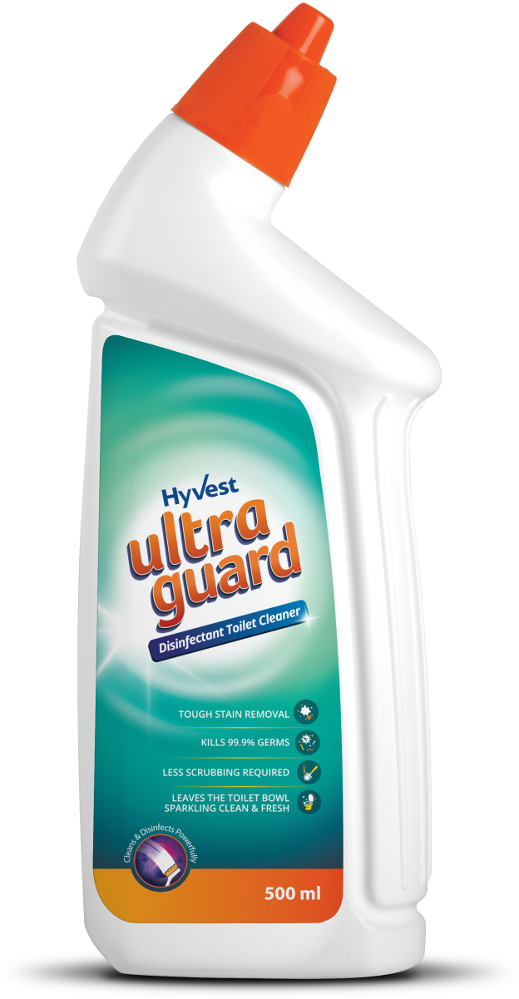 HyVest
ultra
guard
Disinfectant Toilet Cleaner
TOUGH STAIN REMOVAL
KILLS 99.9% GERMS
LESS SCRUBBING REQUIRED
LEAVES THE TOILET BOWL
SPARKLING CLEAN & FRESH
Cleans & Disinfects Powerfully
500 ml